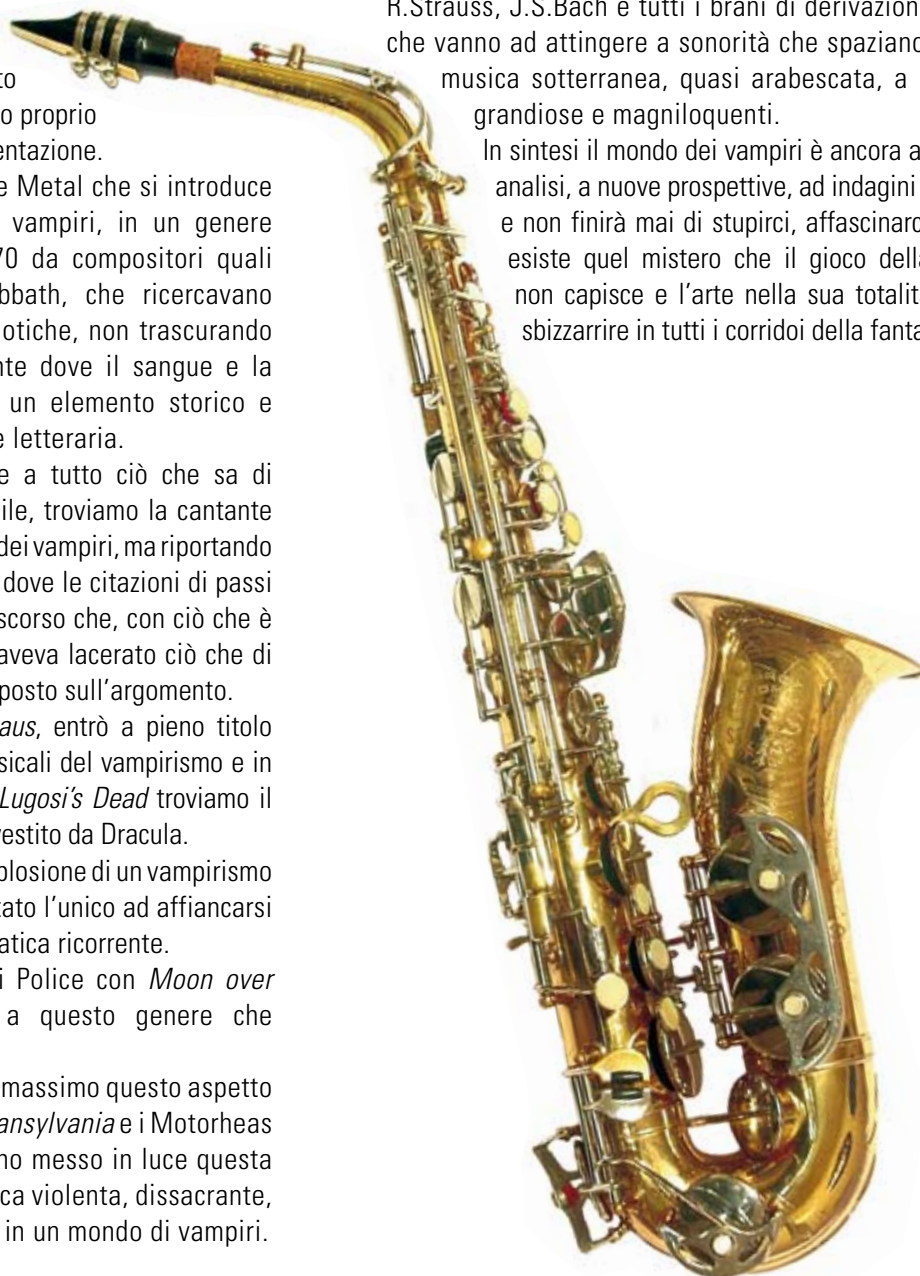 to
o proprio
entazione.
e Metal che si introduce
vampiri, in un genere
70 da compositori quali
bbath, che ricercavano
otiche, non trascurando
nte dove il sangue e la
un elemento storico e
e letteraria.
e a tutto ciò che sa di
ile, troviamo la cantante
dei vampiri, ma riportando
dove le citazioni di passi
scorso che, con ciò che è
aveva lacerato ciò che di
posto sull'argomento.
aus, entrò a pieno titolo
sicali del vampirismo e in
Lugosi's Dead troviamo il
vestito da Dracula.
plosione di un vampirismo
tato l'unico ad affiancarsi
atica ricorrente.
i Police con Moon over
a questo genere che
massimo questo aspetto
ansylvania e i Motorheas
no messo in luce questa
ca violenta, dissacrante,
in un mondo di vampiri.
R.Strauss, J.S.Bach e tutti i brani di derivazion
che vanno ad attingere a sonorità che spaziano
musica sotterranea, quasi arabescata, a
grandiose e magniloquenti.
In sintesi il mondo dei vampiri è ancora a
analisi, a nuove prospettive, ad indagini
e non finirà mai di stupirci, affascinarc
esiste quel mistero che il gioco della
non capisce e l'arte nella sua totalit
sbizzarrire in tutti i corridoi della fanta